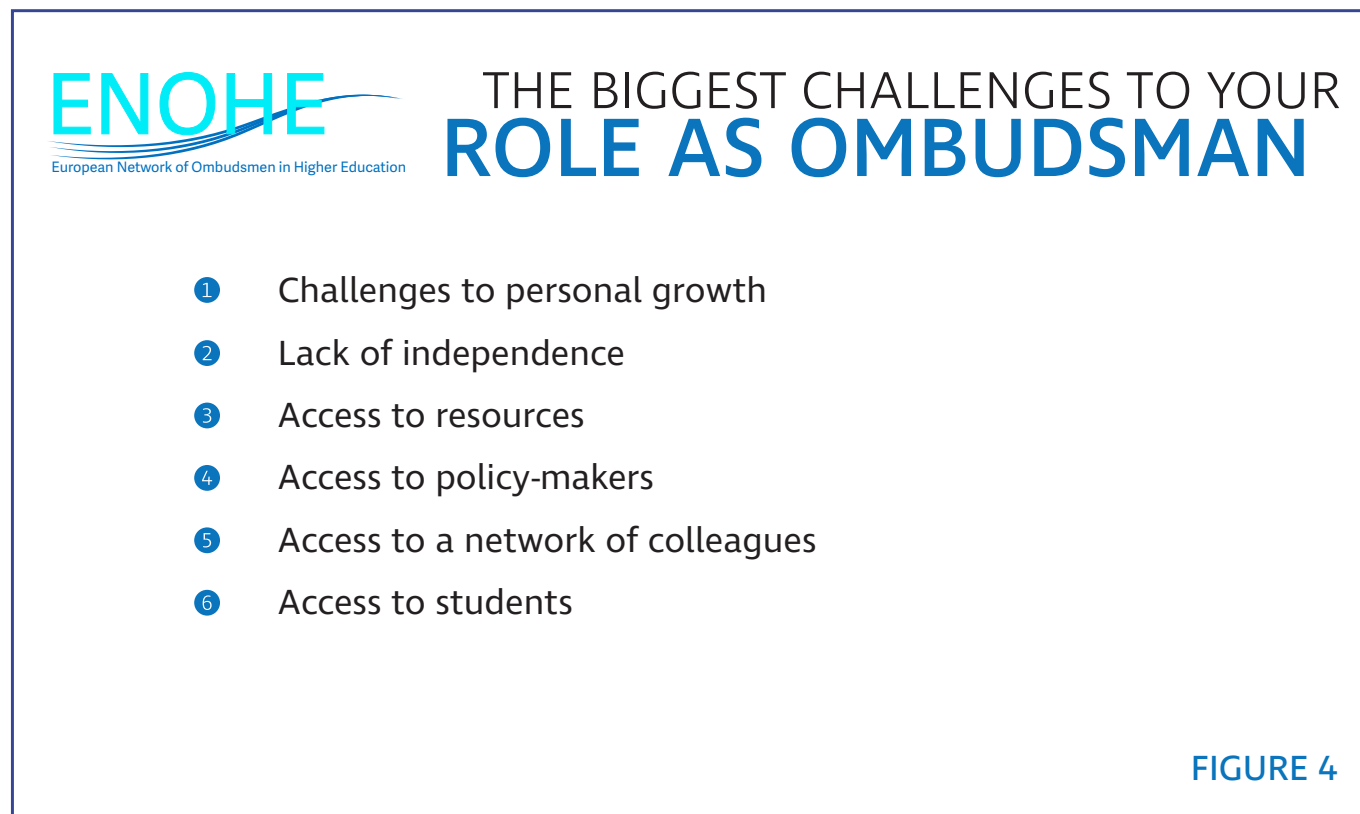 ENOHE
European Network of Ombudsmen in Higher Education
THE BIGGEST CHALLENGES TO YOUR
ROLE AS OMBUDSMAN
1 Challenges to personal growth
2 Lack of independence
3 Access to resources
4 Access to policy-makers
5 Access to a network of colleagues
6 Access to students
FIGURE 4